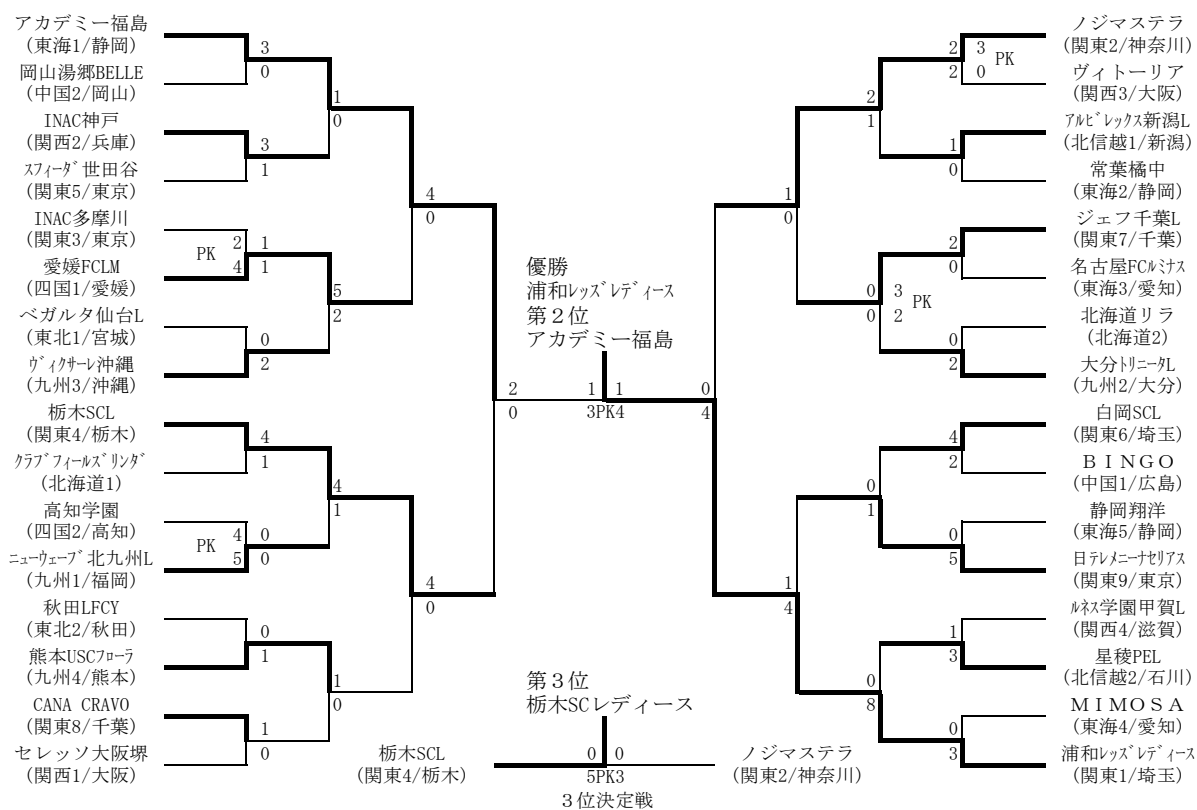 アカデミー福島
(東海1/静岡)
岡山湯郷BELLE
(中国2/岡山)
INAC神戸
(関西2/兵庫)
ｽﾌｨｰﾀﾞ世田谷
(関東5/東京)
INAC多摩川
(関東3/東京)
愛媛FCLM
(四国1/愛媛)
ベガルタ仙台L
(東北1/宮城)
ｳﾞｨｸｻｰﾚ沖縄
(九州3/沖縄)
栃木SCL
(関東4/栃木)
ｸﾗﾌﾞﾌｨｰﾙｽﾞﾘﾝﾀﾞ
(北海道1)
高知学園
(四国2/高知)
ﾆｭｰｳｪｰﾌﾞ北九州L
(九州1/福岡)
秋田LFCY
(東北2/秋田)
熊本USCﾌﾛｰﾗ
(九州4/熊本)
CANA CRAVO
(関東8/千葉)
セレッソ大阪堺
(関西1/大阪)
3
0
3
1
2 1
PK
4 1
0
2
4
1
4 0
PK
5 0
0
1
1
0
1
0
5
2
4
1
1
0
4
0
4
0
2
0
優勝
浦和ﾚｯｽﾞﾚﾃﾞｨｰｽ
第２位
アカデミー福島
1 1
3PK4
0
4
第３位
栃木SCレディース
栃木SCL
(関東4/栃木)
0 0
5PK3
ノジマステラ
(関東2/神奈川)
３位決定戦
1
0
1
4
2
1
0 3
PK
0 2
0
1
0
8
2 3
PK
2 0
1
0
2
0
0
2
4
2
0
5
1
3
0
3
ノジマステラ
(関東2/神奈川)
ヴィトーリア
(関西3/大阪)
ｱﾙﾋﾞﾚｯｸｽ新潟L
(北信越1/新潟)
常葉橘中
(東海2/静岡)
ジェフ千葉L
(関東7/千葉)
名古屋FCﾙﾐﾅｽ
(東海3/愛知)
北海道リラ
(北海道2)
大分ﾄﾘﾆｰﾀL
(九州2/大分)
白岡SCL
(関東6/埼玉)
ＢＩＮＧＯ
(中国1/広島)
静岡翔洋
(東海5/静岡)
日ﾃﾚﾒﾆｰﾅｾﾘｱｽ
(関東9/東京)
ﾙﾈｽ学園甲賀L
(関西4/滋賀)
星稜PEL
(北信越2/石川)
ＭＩＭＯＳＡ
(東海4/愛知)
浦和ﾚｯｽﾞﾚﾃﾞｨｰｽ
(関東1/埼玉)